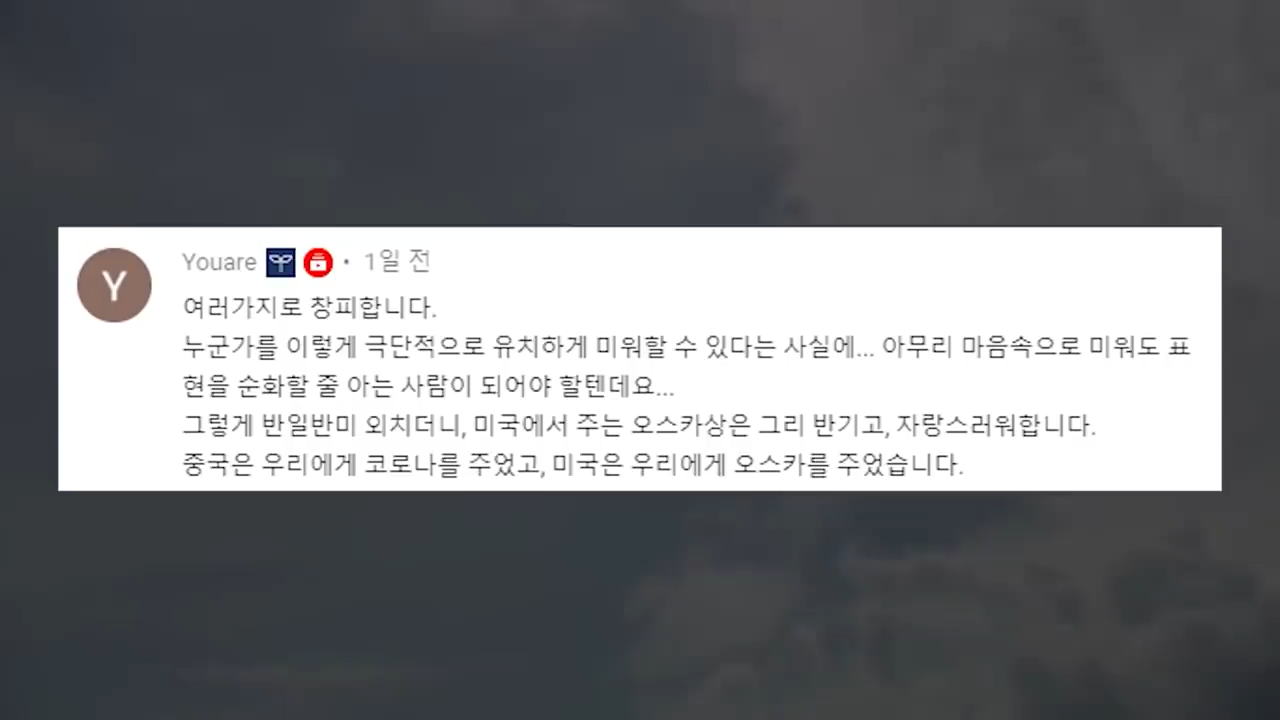 Y
Youare • 1일 전
여러가지로 창피합니다.
누군가를 이렇게 극단적으로 유치하게 미워할 수 있다는 사실에... 아무리 마음속으로 미워도 표
현을 순화할 줄 아는 사람이 되어야 할텐데요...
그렇게 반일반미 외치더니, 미국에서 주는 오스카상은 그리 반기고, 자랑스러워합니다.
중국은 우리에게 코로나를 주었고, 미국은 우리에게 오스카를 주었습니다.